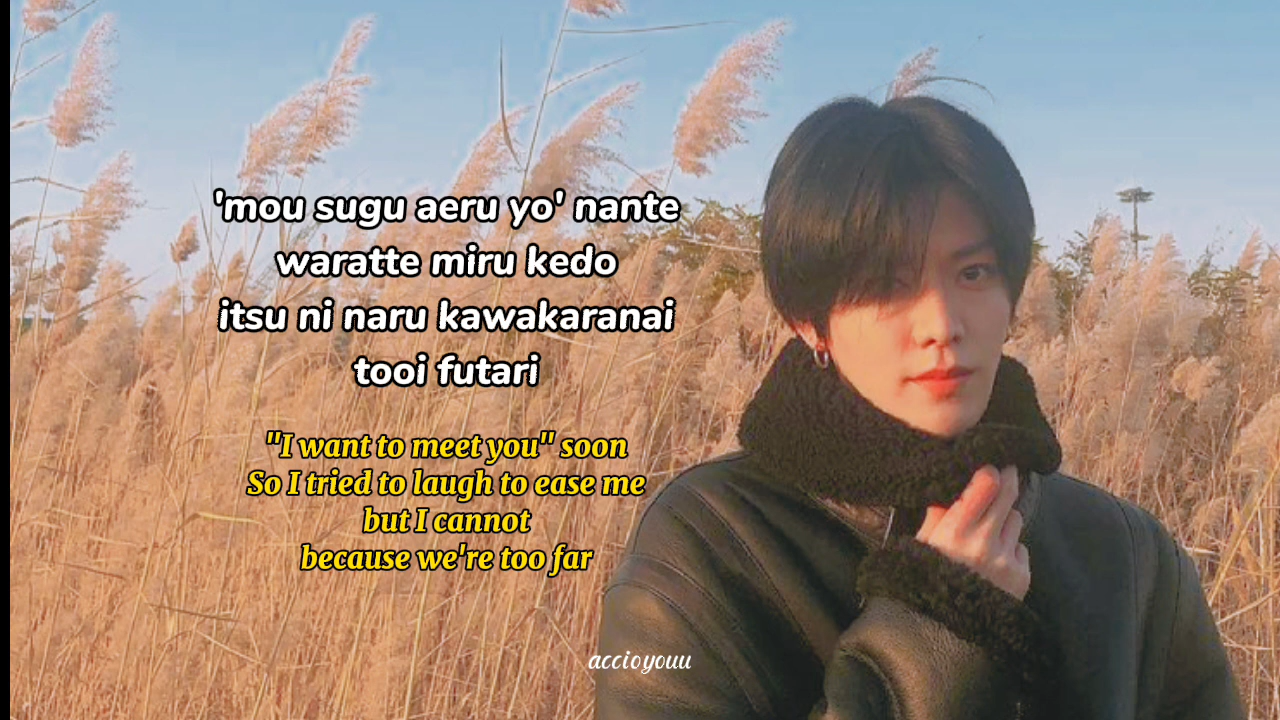 'mou sugu aeru yo' nante
waratte miru kedo
itsu ni naru kawakaranai
tooi futari
"I want to meet you" soon
So I tried to laugh to ease me
but I cannot
because we're too far
accioyouu